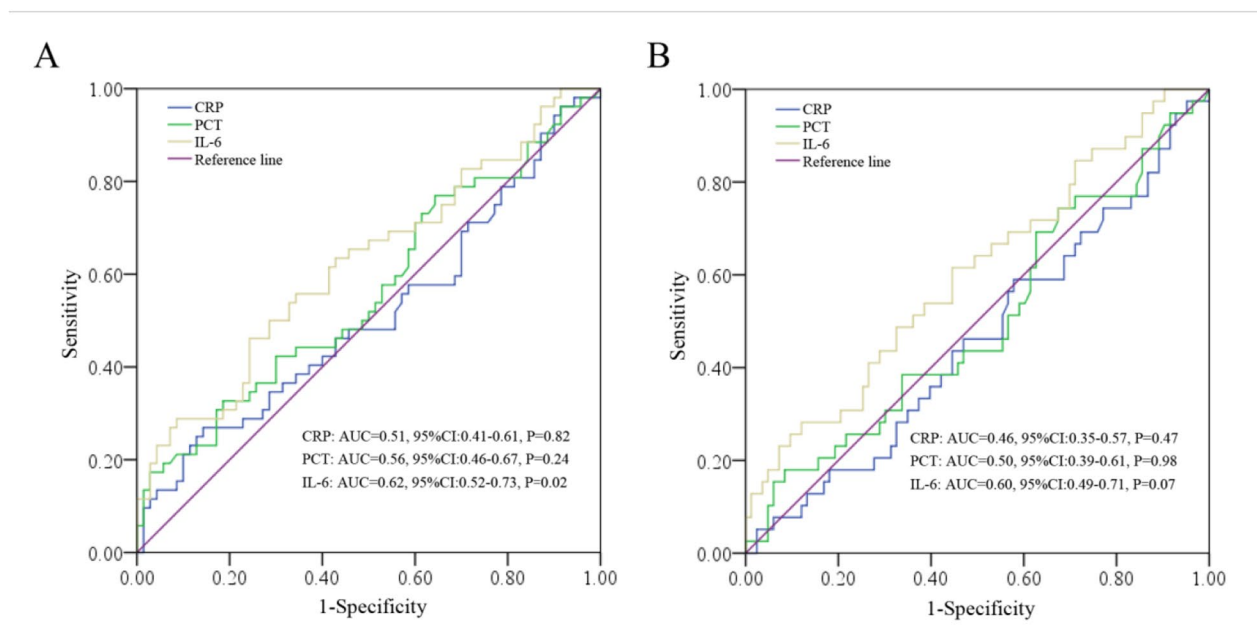 A
1.00
0.80
0.60
0.40
0.20
0.00
Sensitivity
CRP
PCT
IL-6
Reference line
CRP: AUC=0.51, 95%CI:0.41-0.61, P=0.82
PCT: AUC=0.56, 95%CI:0.46-0.67, P=0.24
IL-6: AUC=0.62, 95%CI:0.52-0.73, P=0.02
0.00 0.20 0.40 0.60 0.80 1.00
1-Specificity
B
1.00
0.80
0.60
0.40
0.20
0.00
Sensitivity
CRP
PCT
IL-6
Reference line
CRP: AUC=0.46, 95%CI:0.35-0.57, P=0.47
PCT: AUC=0.50, 95%CI:0.39-0.61, P=0.98
IL-6: AUC=0.60, 95%CI:0.49-0.71, P=0.07
0.00 0.20 0.40 0.60 0.80 1.00
1-Specificity